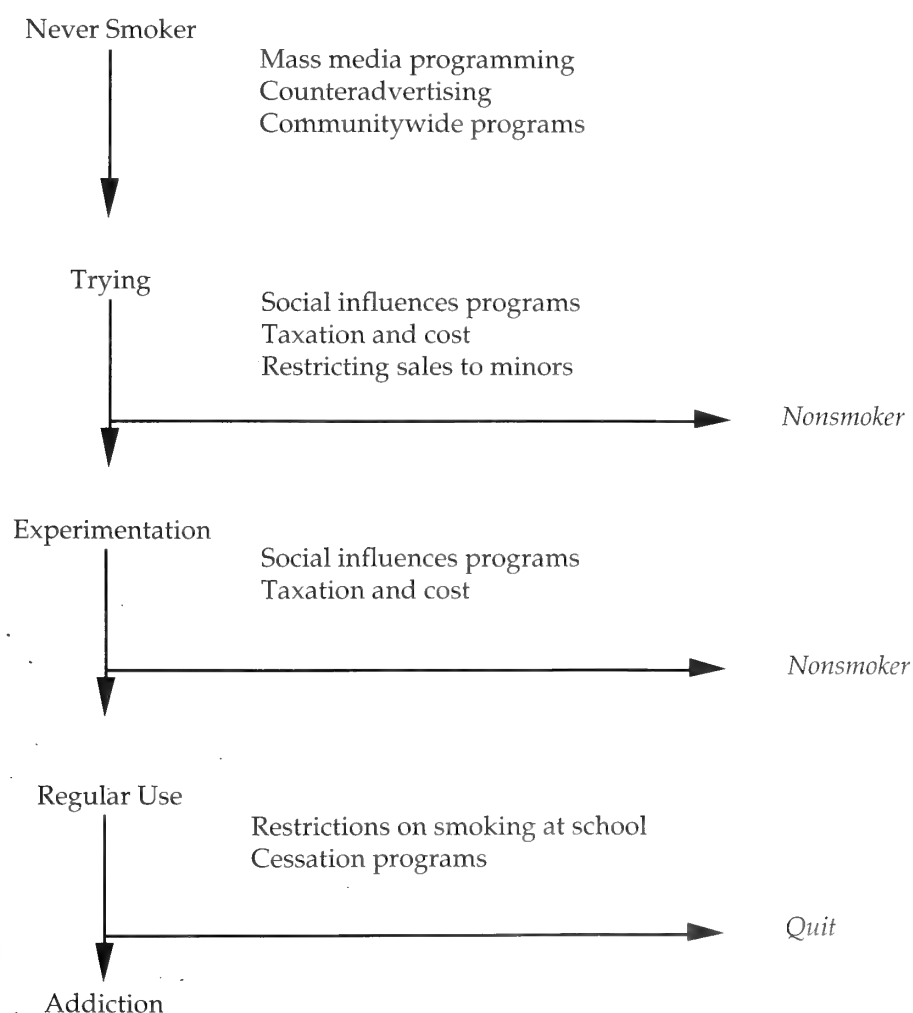 Never Smoker
Mass media programming
Counteradvertising
Communitywide programs
Trying
Social influences programs
Taxation and cost
Restricting sales to minors
Nonsmoker
Experimentation
Social influences programs
Taxation and cost
Nonsmoker
Regular Use
Restrictions on smoking at school
Cessation programs
Quit
Addiction